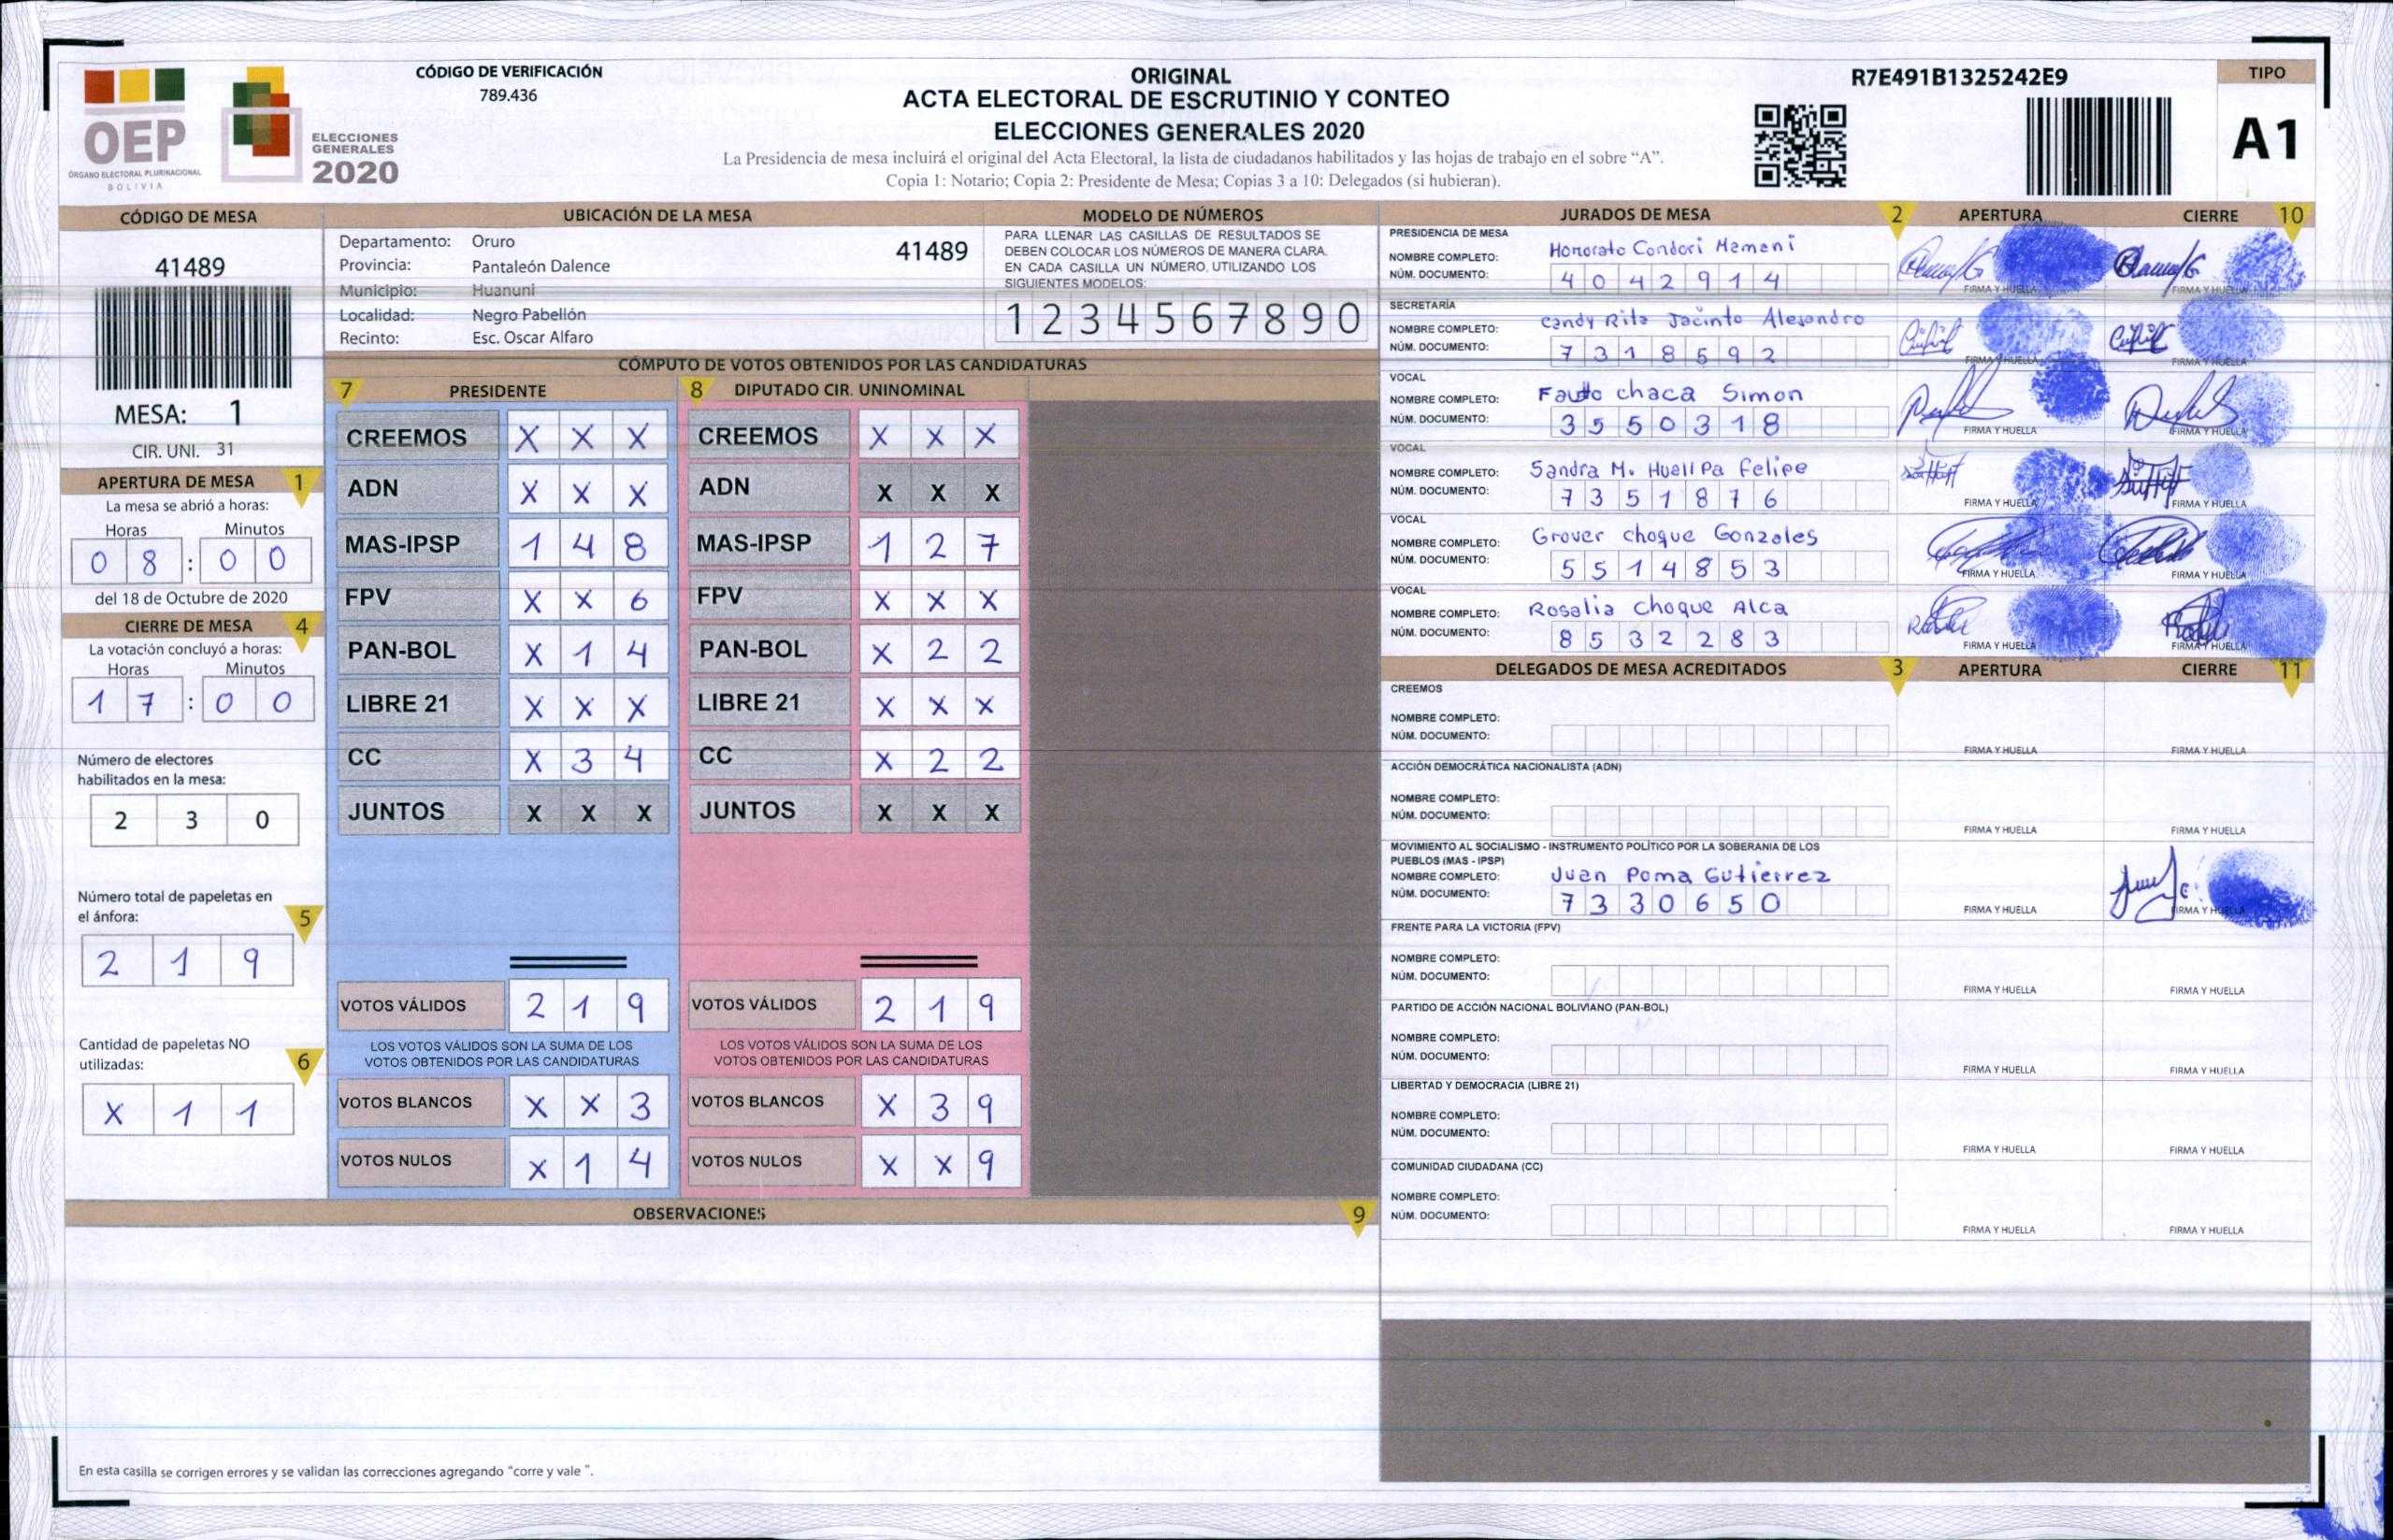 OEP
ÓRGANO ELECTORAL PLURINACIONAL
BOLIVIA
ELECCIONES
GENERALES
2020
CÓDIGO DE VERIFICACIÓN
789.436
ORIGINAL
ACTA ELECTORAL DE ESCRUTINIO Y CONTEO
ELECCIONES GENERALES 2020
La Presidencia de mesa incluirá el original del Acta Electoral, la lista de ciudadanos habilitados y las hojas de trabajo en el sobre “A”.
Copia 1: Notario; Copia 2: Presidente de Mesa; Copias 3 a 10: Delegados (si hubieran).
R7E491B1325242E9
TIPO
A1
CÓDIGO DE MESA
41489
MESA: 1
CIR. UNI. 31
APERTURA DE MESA 1
La mesa se abrió a horas:
Horas Minutos
0 8 : 0 0
del 18 de Octubre de 2020
CIERRE DE MESA 4
La votación concluyó a horas:
Horas Minutos
1 7 : 0 0
Número de electores
habilitados en la mesa:
2 3 0
Número total de papeletas en
el ánfora: 5
2 1 9
Cantidad de papeletas NO
utilizadas: 6
X 1 1
UBICACIÓN DE LA MESA
Departamento: Oruro 41489
Provincia: Pantaleón Dalence
Municipio: Huanuni
Localidad: Negro Pabellón
Recinto: Esc. Oscar Alfaro
MODELO DE NÚMEROS
PARA LLENAR LAS CASILLAS DE RESULTADOS SE
DEBEN COLOCAR LOS NÚMEROS DE MANERA CLARA.
EN CADA CASILLA UN NÚMERO, UTILIZANDO LOS
SIGUIENTES MODELOS:
1 2 3 4 5 6 7 8 9 0
CÓMPUTO DE VOTOS OBTENIDOS POR LAS CANDIDATURAS
7 PRESIDENTE
CREEMOS X X X
ADN X X X
MAS-IPSP 1 4 8
FPV X X 6
PAN-BOL X 1 4
LIBRE 21 X X X
CC X 3 4
JUNTOS X X X
VOTOS VÁLIDOS 2 1 9
LOS VOTOS VÁLIDOS SON LA SUMA DE LOS
VOTOS OBTENIDOS POR LAS CANDIDATURAS
VOTOS BLANCOS X X 3
VOTOS NULOS X 1 4
8 DIPUTADO CIR. UNINOMINAL
CREEMOS X X X
ADN X X X
MAS-IPSP 1 2 7
FPV X X X
PAN-BOL X 2 2
LIBRE 21 X X X
CC X 2 2
JUNTOS X X X
VOTOS VÁLIDOS 2 1 9
LOS VOTOS VÁLIDOS SON LA SUMA DE LOS
VOTOS OBTENIDOS POR LAS CANDIDATURAS
VOTOS BLANCOS X 3 9
VOTOS NULOS X X 9
OBSERVACIONES 9
En esta casilla se corrigen errores y se validan las correcciones agregando “corre y vale ”.
JURADOS DE MESA 2 APERTURA CIERRE 10
PRESIDENCIA DE MESA
NOMBRE COMPLETO: Honorato Condori Mamani
NÚM. DOCUMENTO: 4 0 4 2 9 1 4
FIRMA Y HUELLA FIRMA Y HUELLA
SECRETARÍA
NOMBRE COMPLETO: Candy Rita Jacinto Alejandro
NÚM. DOCUMENTO: 7 3 1 8 5 9 2
FIRMA Y HUELLA FIRMA Y HUELLA
VOCAL
NOMBRE COMPLETO: Fausto chaca Simon
NÚM. DOCUMENTO: 3 5 5 0 3 1 8
FIRMA Y HUELLA FIRMA Y HUELLA
VOCAL
NOMBRE COMPLETO: Sandra M. Huallpa Felipe
NÚM. DOCUMENTO: 7 3 5 1 8 7 6
FIRMA Y HUELLA FIRMA Y HUELLA
VOCAL
NOMBRE COMPLETO: Grover choque Gonzales
NÚM. DOCUMENTO: 5 5 1 4 8 5 3
FIRMA Y HUELLA FIRMA Y HUELLA
VOCAL
NOMBRE COMPLETO: Rosalia Choque Alca
NÚM. DOCUMENTO: 8 5 3 2 2 8 3
FIRMA Y HUELLA FIRMA Y HUELLA
DELEGADOS DE MESA ACREDITADOS 3 APERTURA CIERRE 11
CREEMOS
NOMBRE COMPLETO:
NÚM. DOCUMENTO:
FIRMA Y HUELLA FIRMA Y HUELLA
ACCIÓN DEMOCRÁTICA NACIONALISTA (ADN)
NOMBRE COMPLETO:
NÚM. DOCUMENTO:
FIRMA Y HUELLA FIRMA Y HUELLA
MOVIMIENTO AL SOCIALISMO - INSTRUMENTO POLÍTICO POR LA SOBERANIA DE LOS
PUEBLOS (MAS - IPSP)
NOMBRE COMPLETO: Juan Poma Gutierrez
NÚM. DOCUMENTO: 7 3 3 0 6 5 0
FIRMA Y HUELLA FIRMA Y HUELLA
FRENTE PARA LA VICTORIA (FPV)
NOMBRE COMPLETO:
NÚM. DOCUMENTO:
FIRMA Y HUELLA FIRMA Y HUELLA
PARTIDO DE ACCIÓN NACIONAL BOLIVIANO (PAN-BOL)
NOMBRE COMPLETO:
NÚM. DOCUMENTO:
FIRMA Y HUELLA FIRMA Y HUELLA
LIBERTAD Y DEMOCRACIA (LIBRE 21)
NOMBRE COMPLETO:
NÚM. DOCUMENTO:
FIRMA Y HUELLA FIRMA Y HUELLA
COMUNIDAD CIUDADANA (CC)
NOMBRE COMPLETO:
NÚM. DOCUMENTO:
FIRMA Y HUELLA FIRMA Y HUELLA